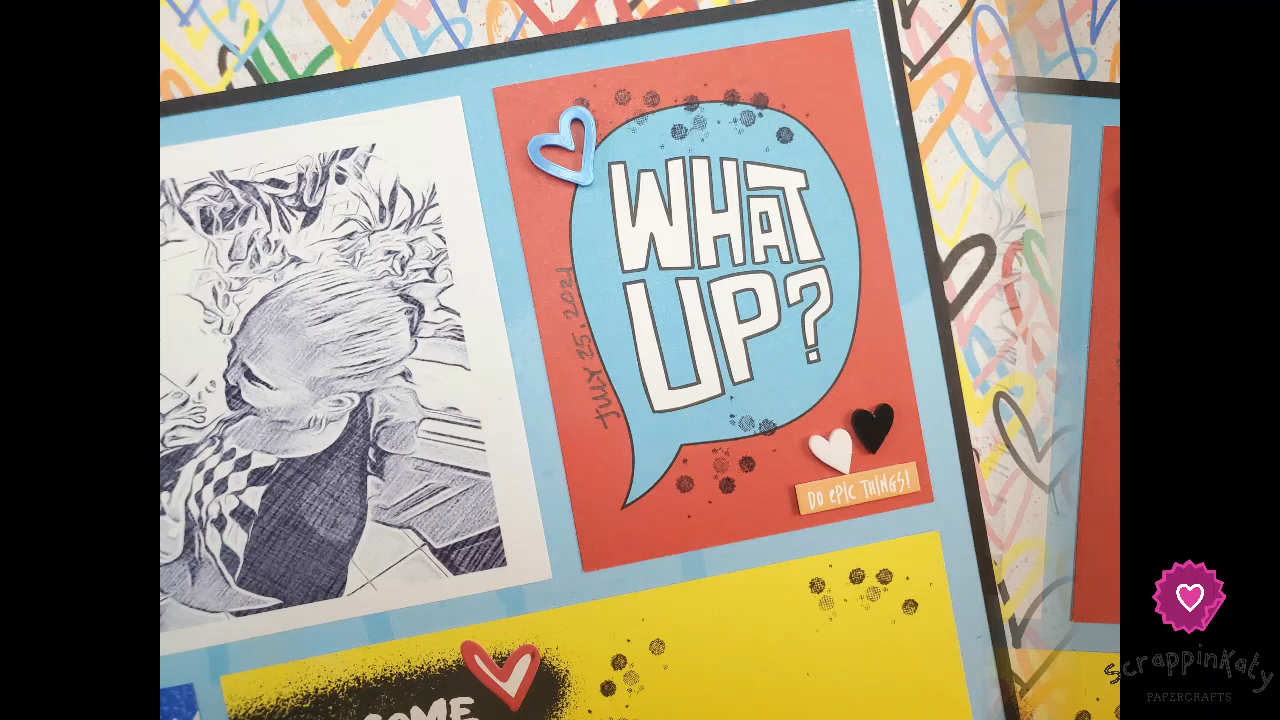 WHAT
UP?
JULY 25, 2021
DO EPIC THINGS!
SOME
scrappinkaty
PAPERCRAFTS